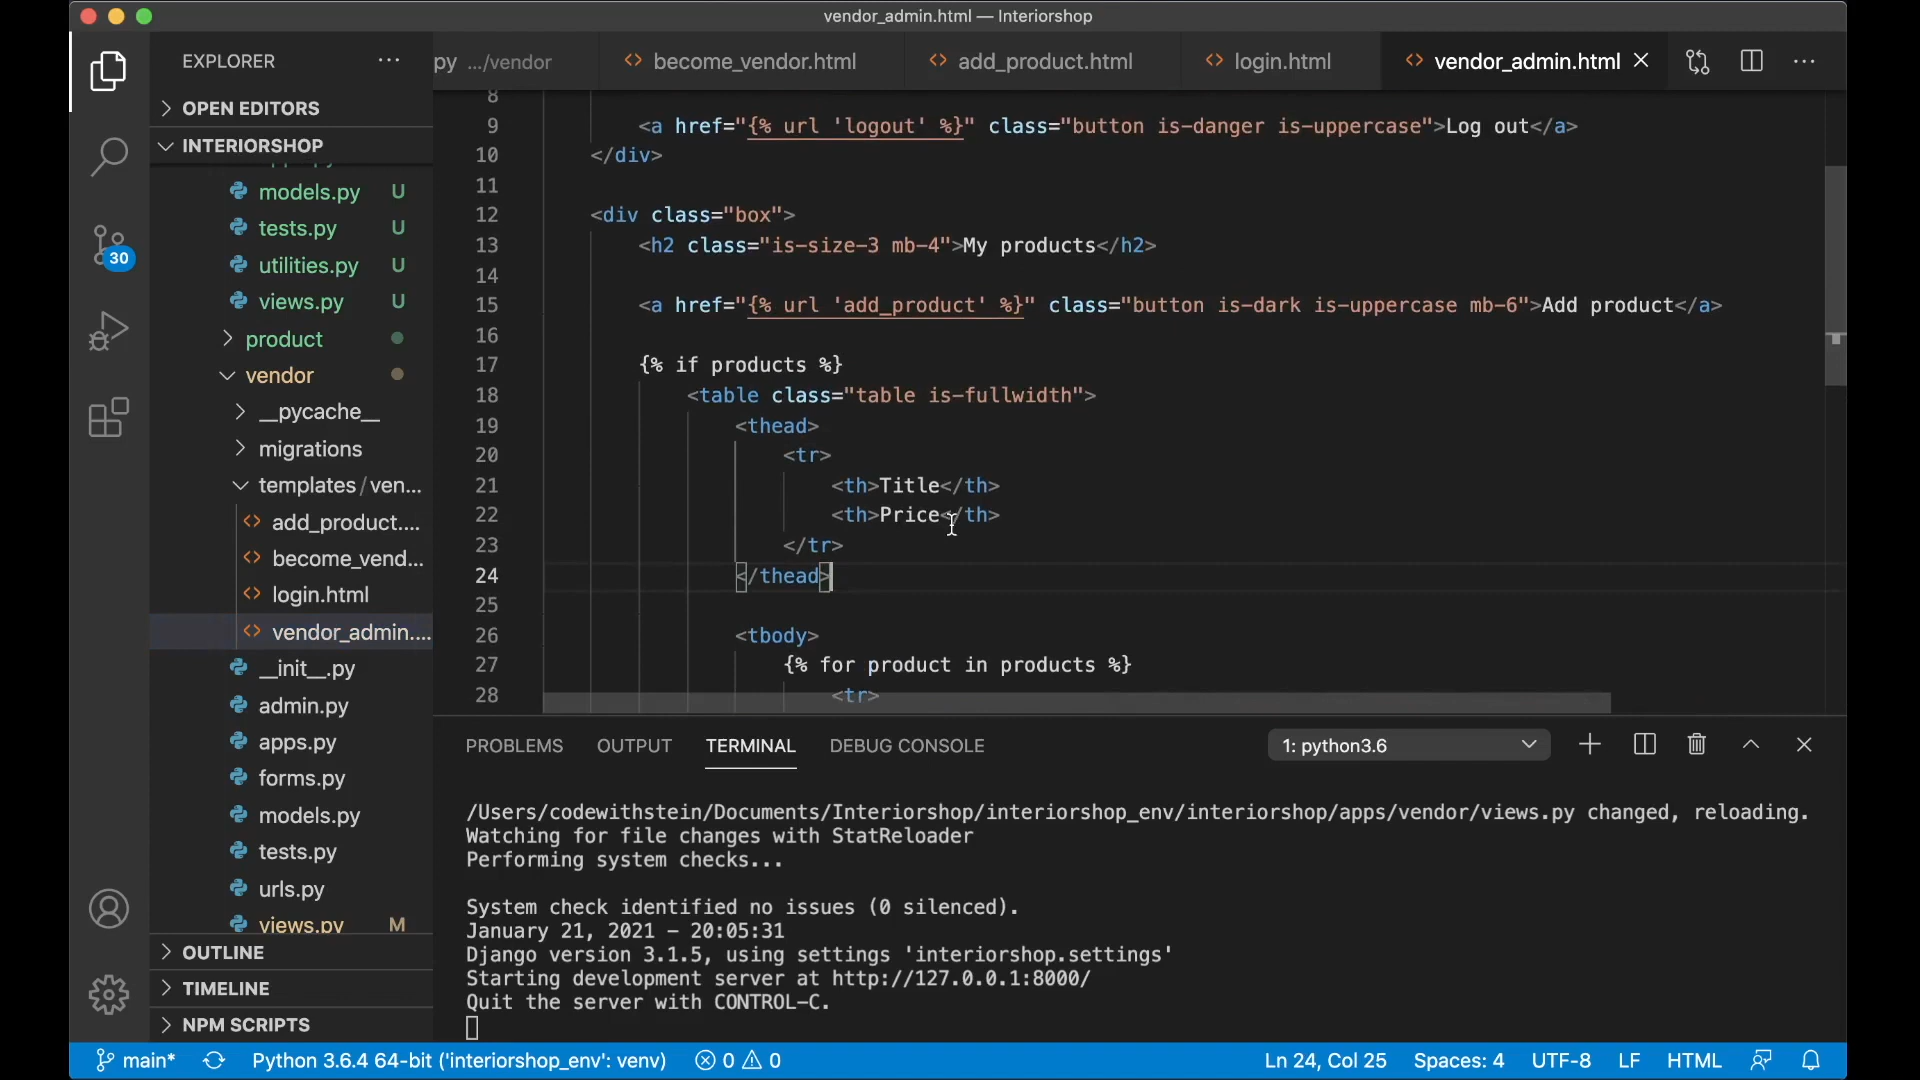 vendor_admin.html — Interiorshop
EXPLORER
py .../vendor
become_vendor.html
add_product.html
login.html
vendor_admin.html
OPEN EDITORS
INTERIORSHOP
models.py U
tests.py U
utilities.py U
views.py U
product
vendor
__pycache__
migrations
templates / ven...
add_product....
become_vend...
login.html
vendor_admin....
__init__.py
admin.py
apps.py
forms.py
models.py
tests.py
urls.py
views.py M
OUTLINE
TIMELINE
NPM SCRIPTS
30
8
9 <a href="{% url 'logout' %}" class="button is-danger is-uppercase">Log out</a>
10 </div>
11
12 <div class="box">
13 <h2 class="is-size-3 mb-4">My products</h2>
14
15 <a href="{% url 'add_product' %}" class="button is-dark is-uppercase mb-6">Add product</a>
16
17 {% if products %}
18 <table class="table is-fullwidth">
19 <thead>
20 <tr>
21 <th>Title</th>
22 <th>Price</th>
23 </tr>
24 </thead>
25
26 <tbody>
27 {% for product in products %}
28 <tr>
PROBLEMS OUTPUT TERMINAL DEBUG CONSOLE
1: python3.6
/Users/codewithstein/Documents/Interiorshop/interiorshop_env/interiorshop/apps/vendor/views.py changed, reloading.
Watching for file changes with StatReloader
Performing system checks...
System check identified no issues (0 silenced).
January 21, 2021 - 20:05:31
Django version 3.1.5, using settings 'interiorshop.settings'
Starting development server at http://127.0.0.1:8000/
Quit the server with CONTROL-C.
main* Python 3.6.4 64-bit ('interiorshop_env': venv) 0 0 Ln 24, Col 25 Spaces: 4 UTF-8 LF HTML